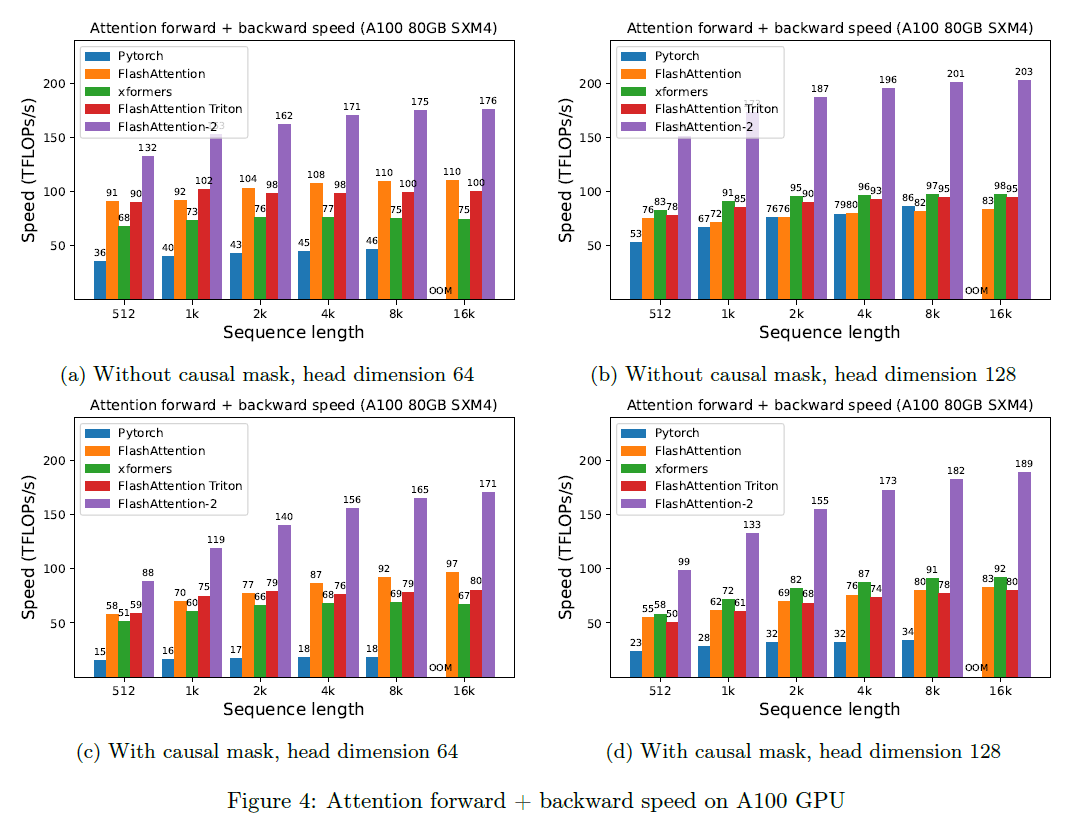 Attention forward + backward speed (A100 80GB SXM4)
Speed (TFLOPs/s)
200
150
100
50
Pytorch
FlashAttention
xformers
FlashAttention Triton
FlashAttention-2
36 91 68 90 132
40 92 73 102
43 104 76 98 162
45 108 77 98 171
46 110 75 100 175
OOM 110 75 100 176
512 1k 2k 4k 8k 16k
Sequence length
(a) Without causal mask, head dimension 64
Attention forward + backward speed (A100 80GB SXM4)
Speed (TFLOPs/s)
200
150
100
50
Pytorch
FlashAttention
xformers
FlashAttention Triton
FlashAttention-2
53 76 83 78
67 72 91 85
76 76 95 90 187
79 80 96 93 196
86 82 97 95 201
OOM 83 98 95 203
512 1k 2k 4k 8k 16k
Sequence length
(b) Without causal mask, head dimension 128
Attention forward + backward speed (A100 80GB SXM4)
Speed (TFLOPs/s)
200
150
100
50
Pytorch
FlashAttention
xformers
FlashAttention Triton
FlashAttention-2
15 58 51 59 88
16 70 60 75 119
17 77 66 79 140
18 87 68 76 156
18 92 69 79 165
OOM 97 67 80 171
512 1k 2k 4k 8k 16k
Sequence length
(c) With causal mask, head dimension 64
Attention forward + backward speed (A100 80GB SXM4)
Speed (TFLOPs/s)
200
150
100
50
Pytorch
FlashAttention
xformers
FlashAttention Triton
FlashAttention-2
23 55 58 50 99
28 62 72 61 133
32 69 82 68 155
32 76 87 74 173
34 80 91 78 182
OOM 83 92 80 189
512 1k 2k 4k 8k 16k
Sequence length
(d) With causal mask, head dimension 128
Figure 4: Attention forward + backward speed on A100 GPU